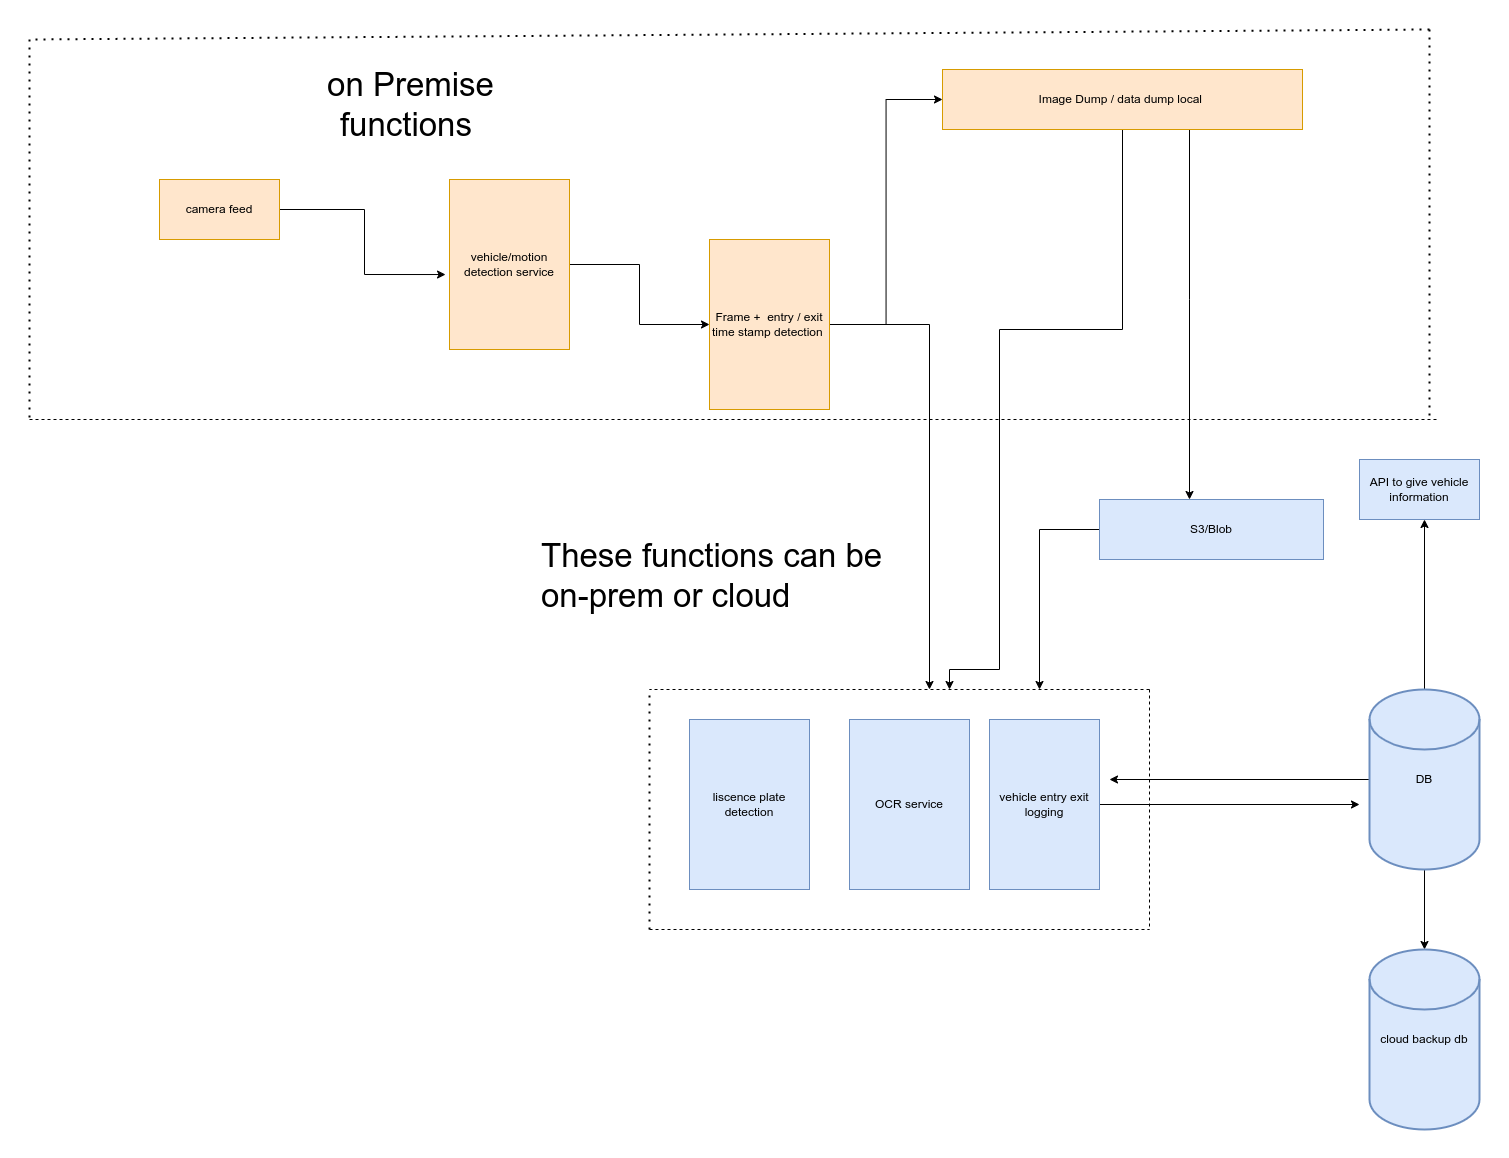 on Premise
functions
Image Dump / data dump local
camera feed
vehicle/motion
detection service
Frame +  entry / exit
time stamp detection
API to give vehicle
information
S3/Blob
These functions can be
on-prem or cloud
liscence plate
detection
OCR service
vehicle entry exit
logging
DB
cloud backup db